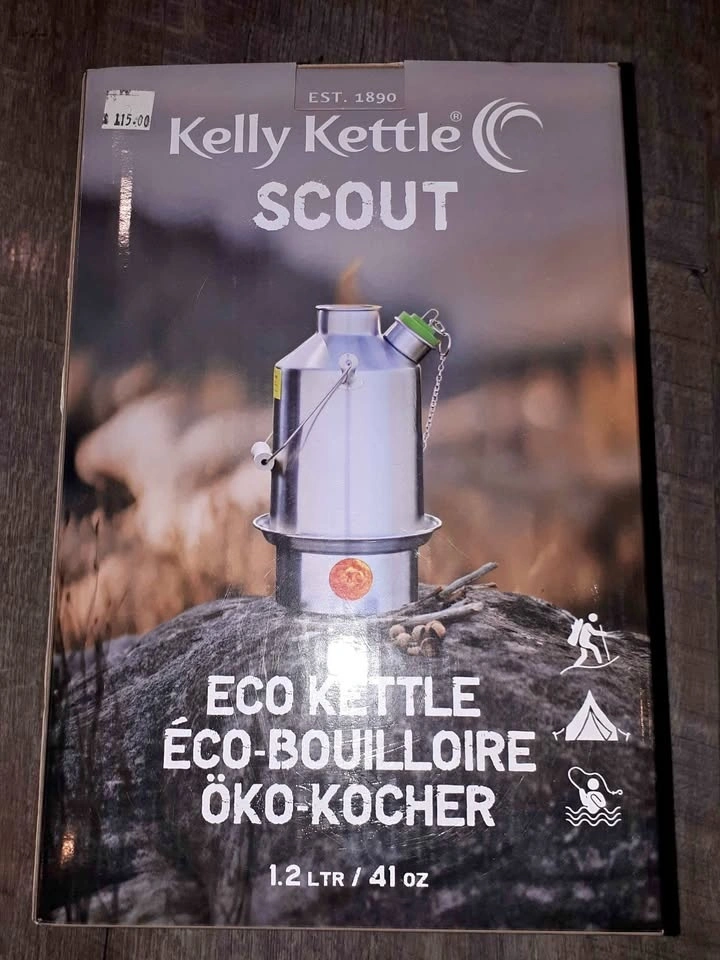 EST. 1890
$ 115.00
Kelly Kettle®
SCOUT
ECO KETTLE
ÉCO-BOUILLOIRE
ÖKO-KOCHER
1.2 LTR / 41 OZ